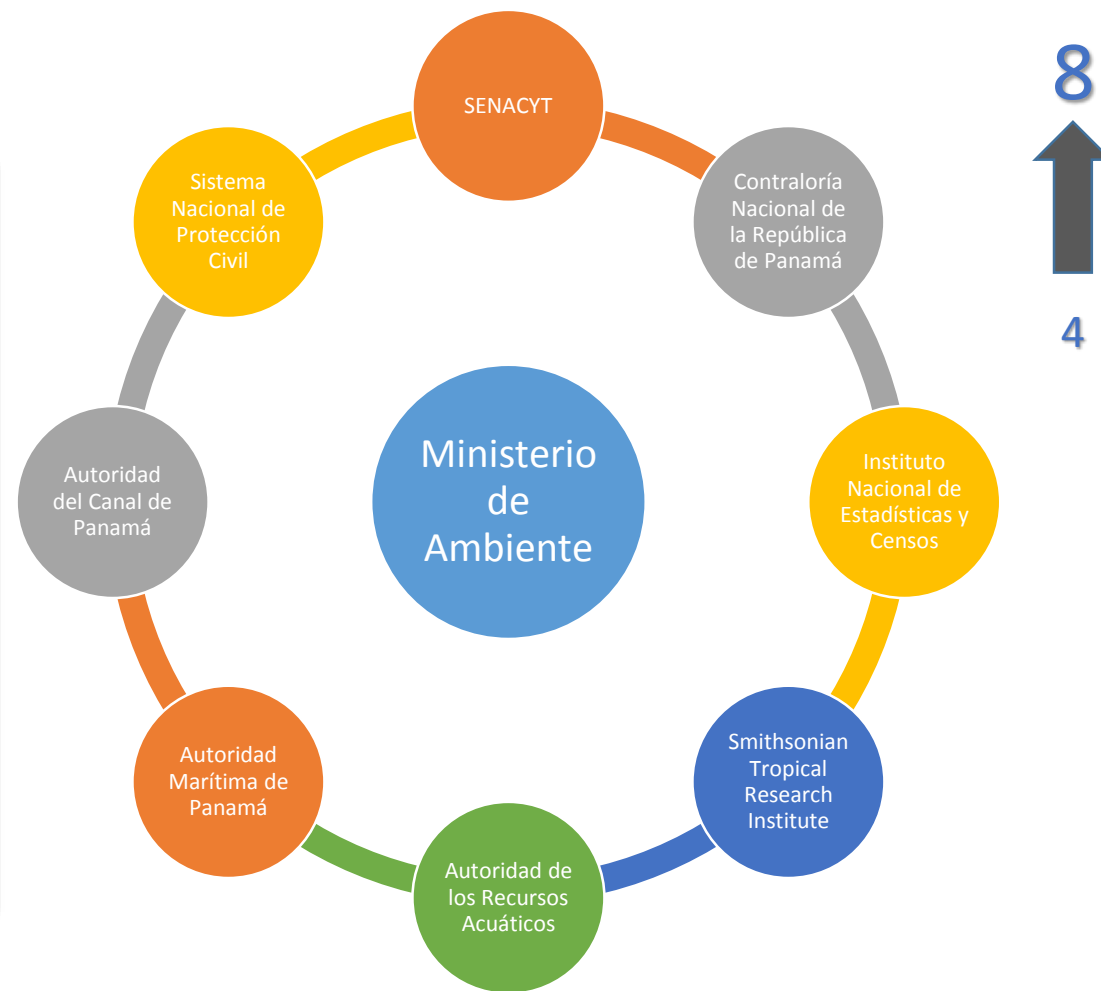 SENACYT
8
Sistema
Nacional de
Protección
Civil
Contraloría
Nacional de
la República
de Panamá
4
Ministerio
de
Ambiente
Autoridad
del Canal de
Panamá
Instituto
Nacional de
Estadísticas y
Censos
Autoridad
Marítima de
Panamá
Smithsonian
Tropical
Research
Institute
Autoridad de
los Recursos
Acuáticos